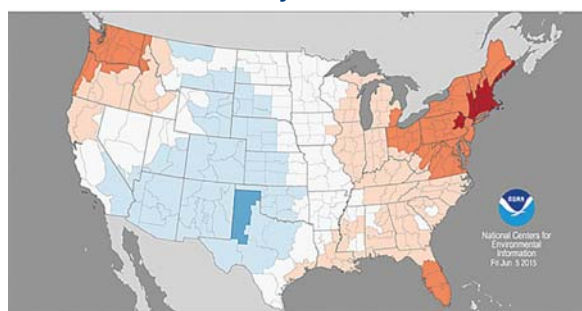 NOAA
National Centers for
Environmental
Information
Fri Jun 5 2015